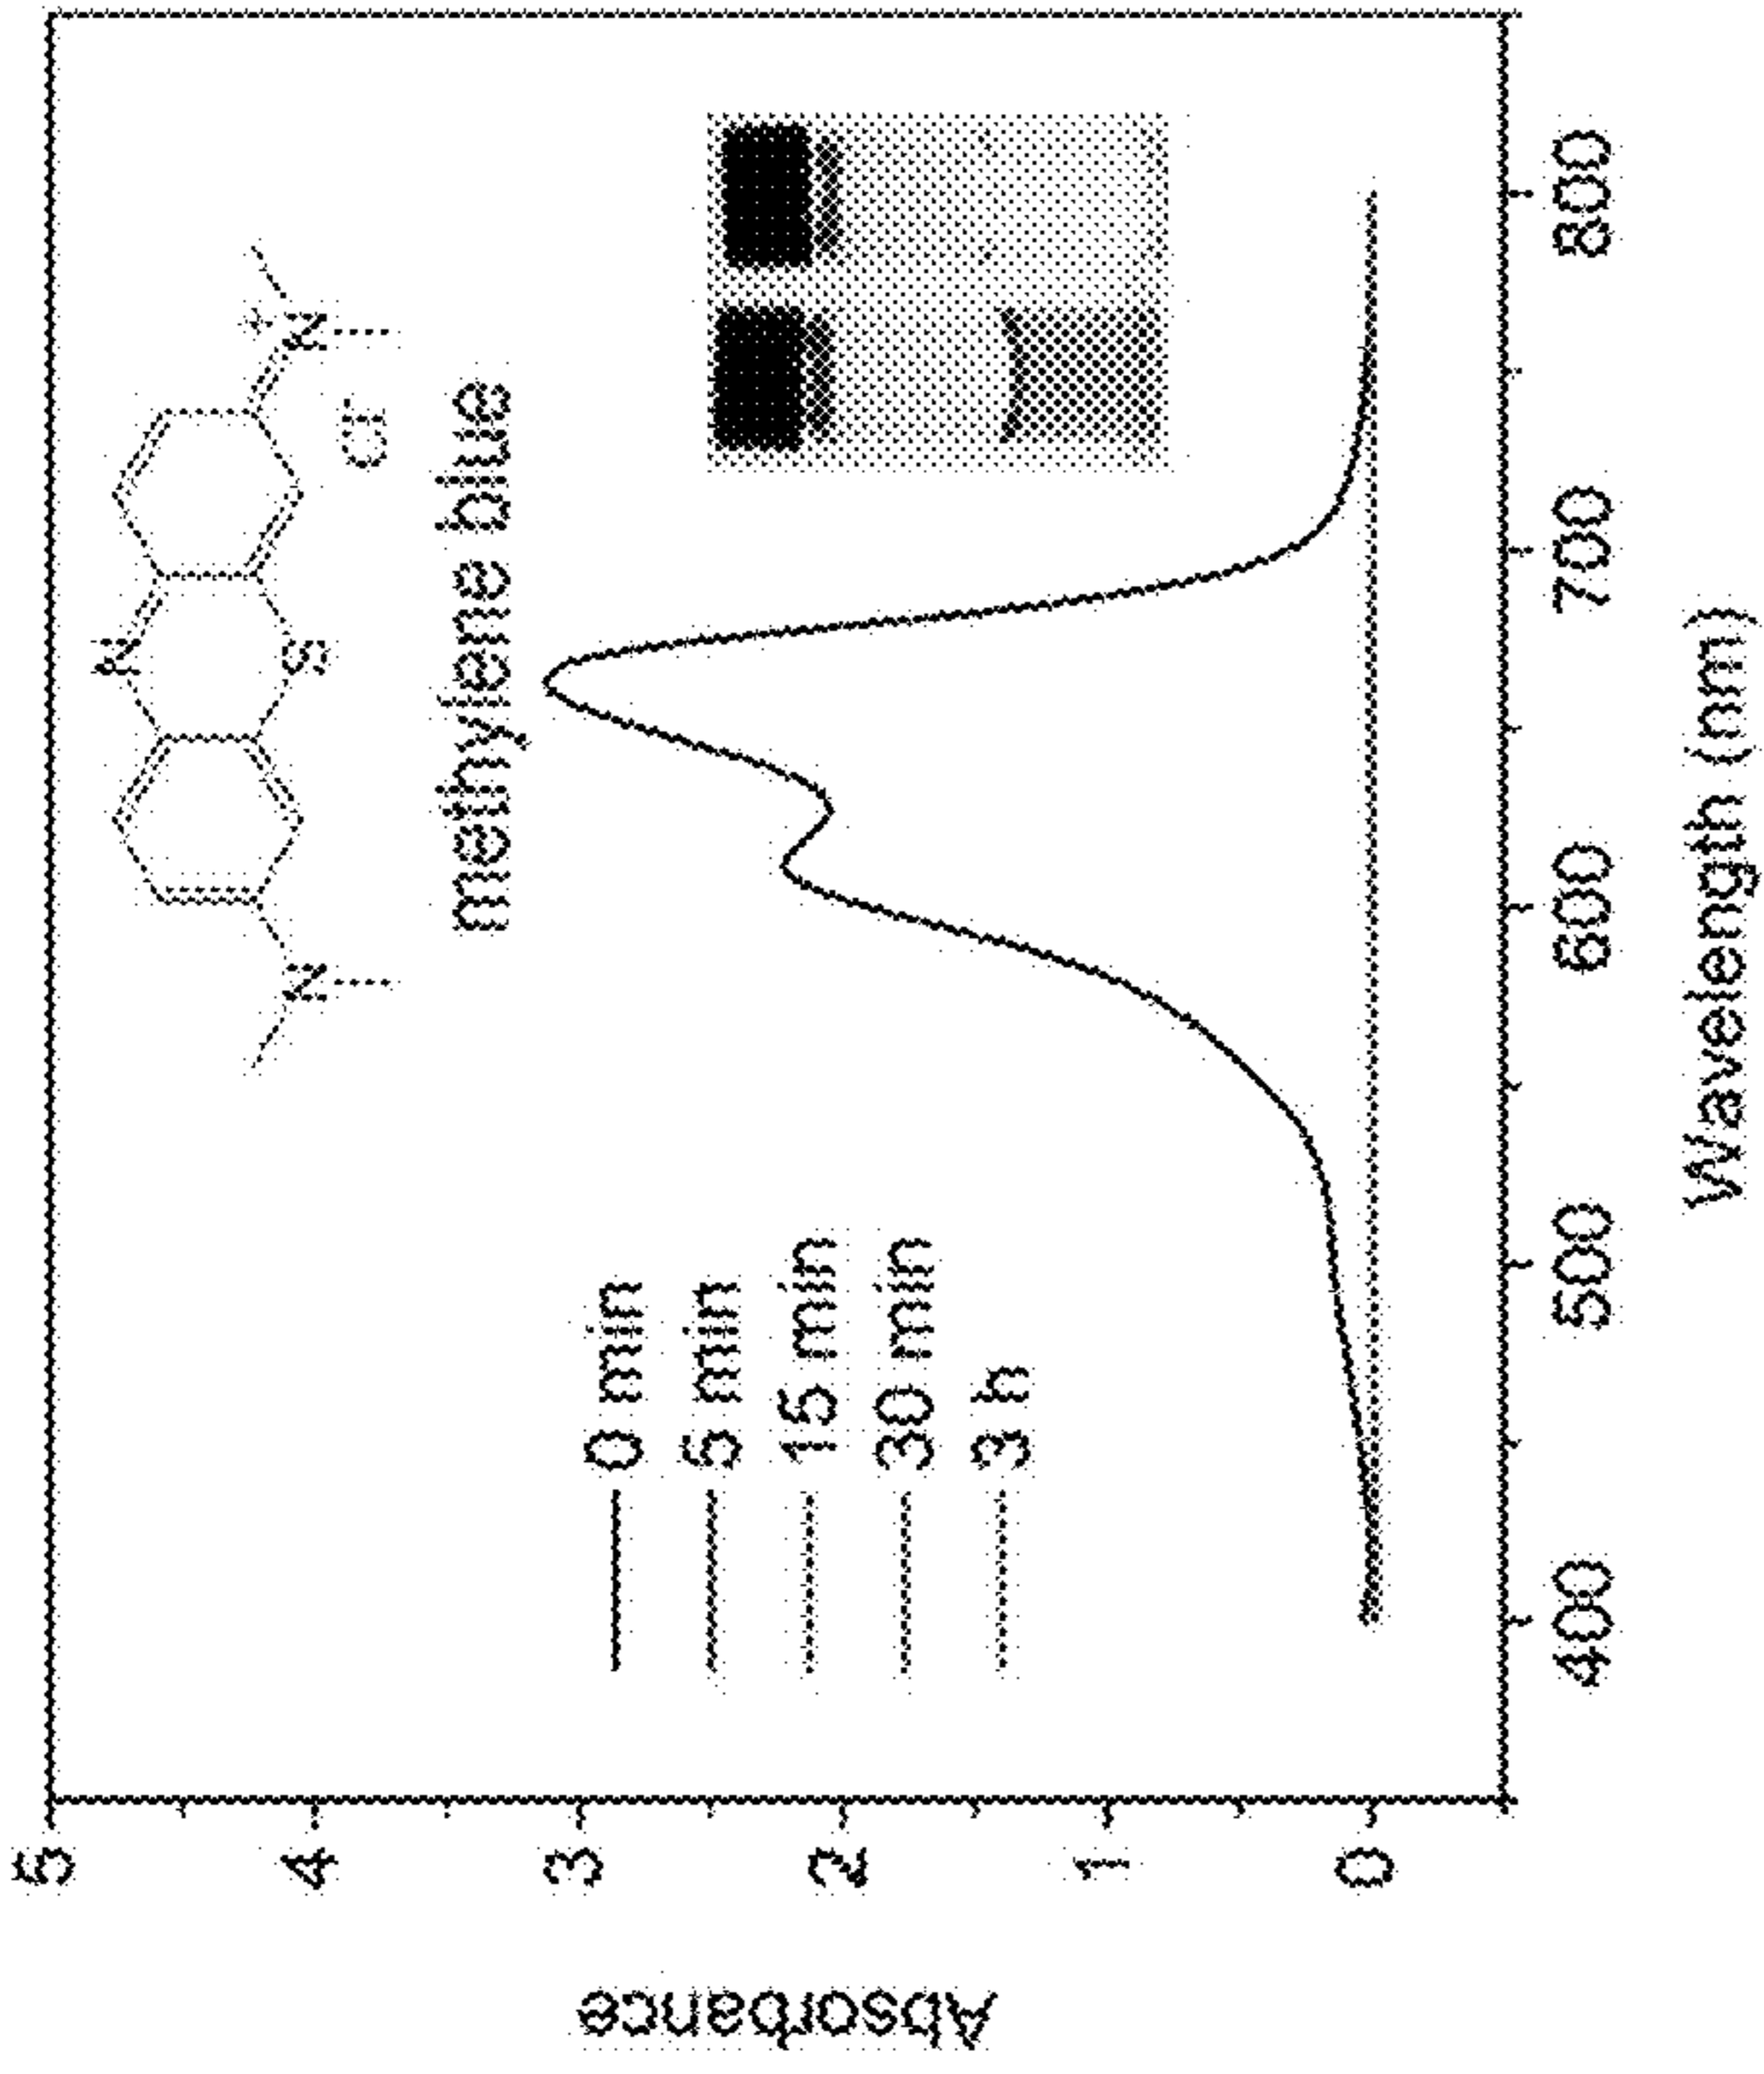 Absorbance
5
4
3
2
1
0
0 min
5 min
15 min
30 min
3 h
N
N
S
N
+
Cl-
methylene blue
400
500
600
700
800
Wavelength (nm)